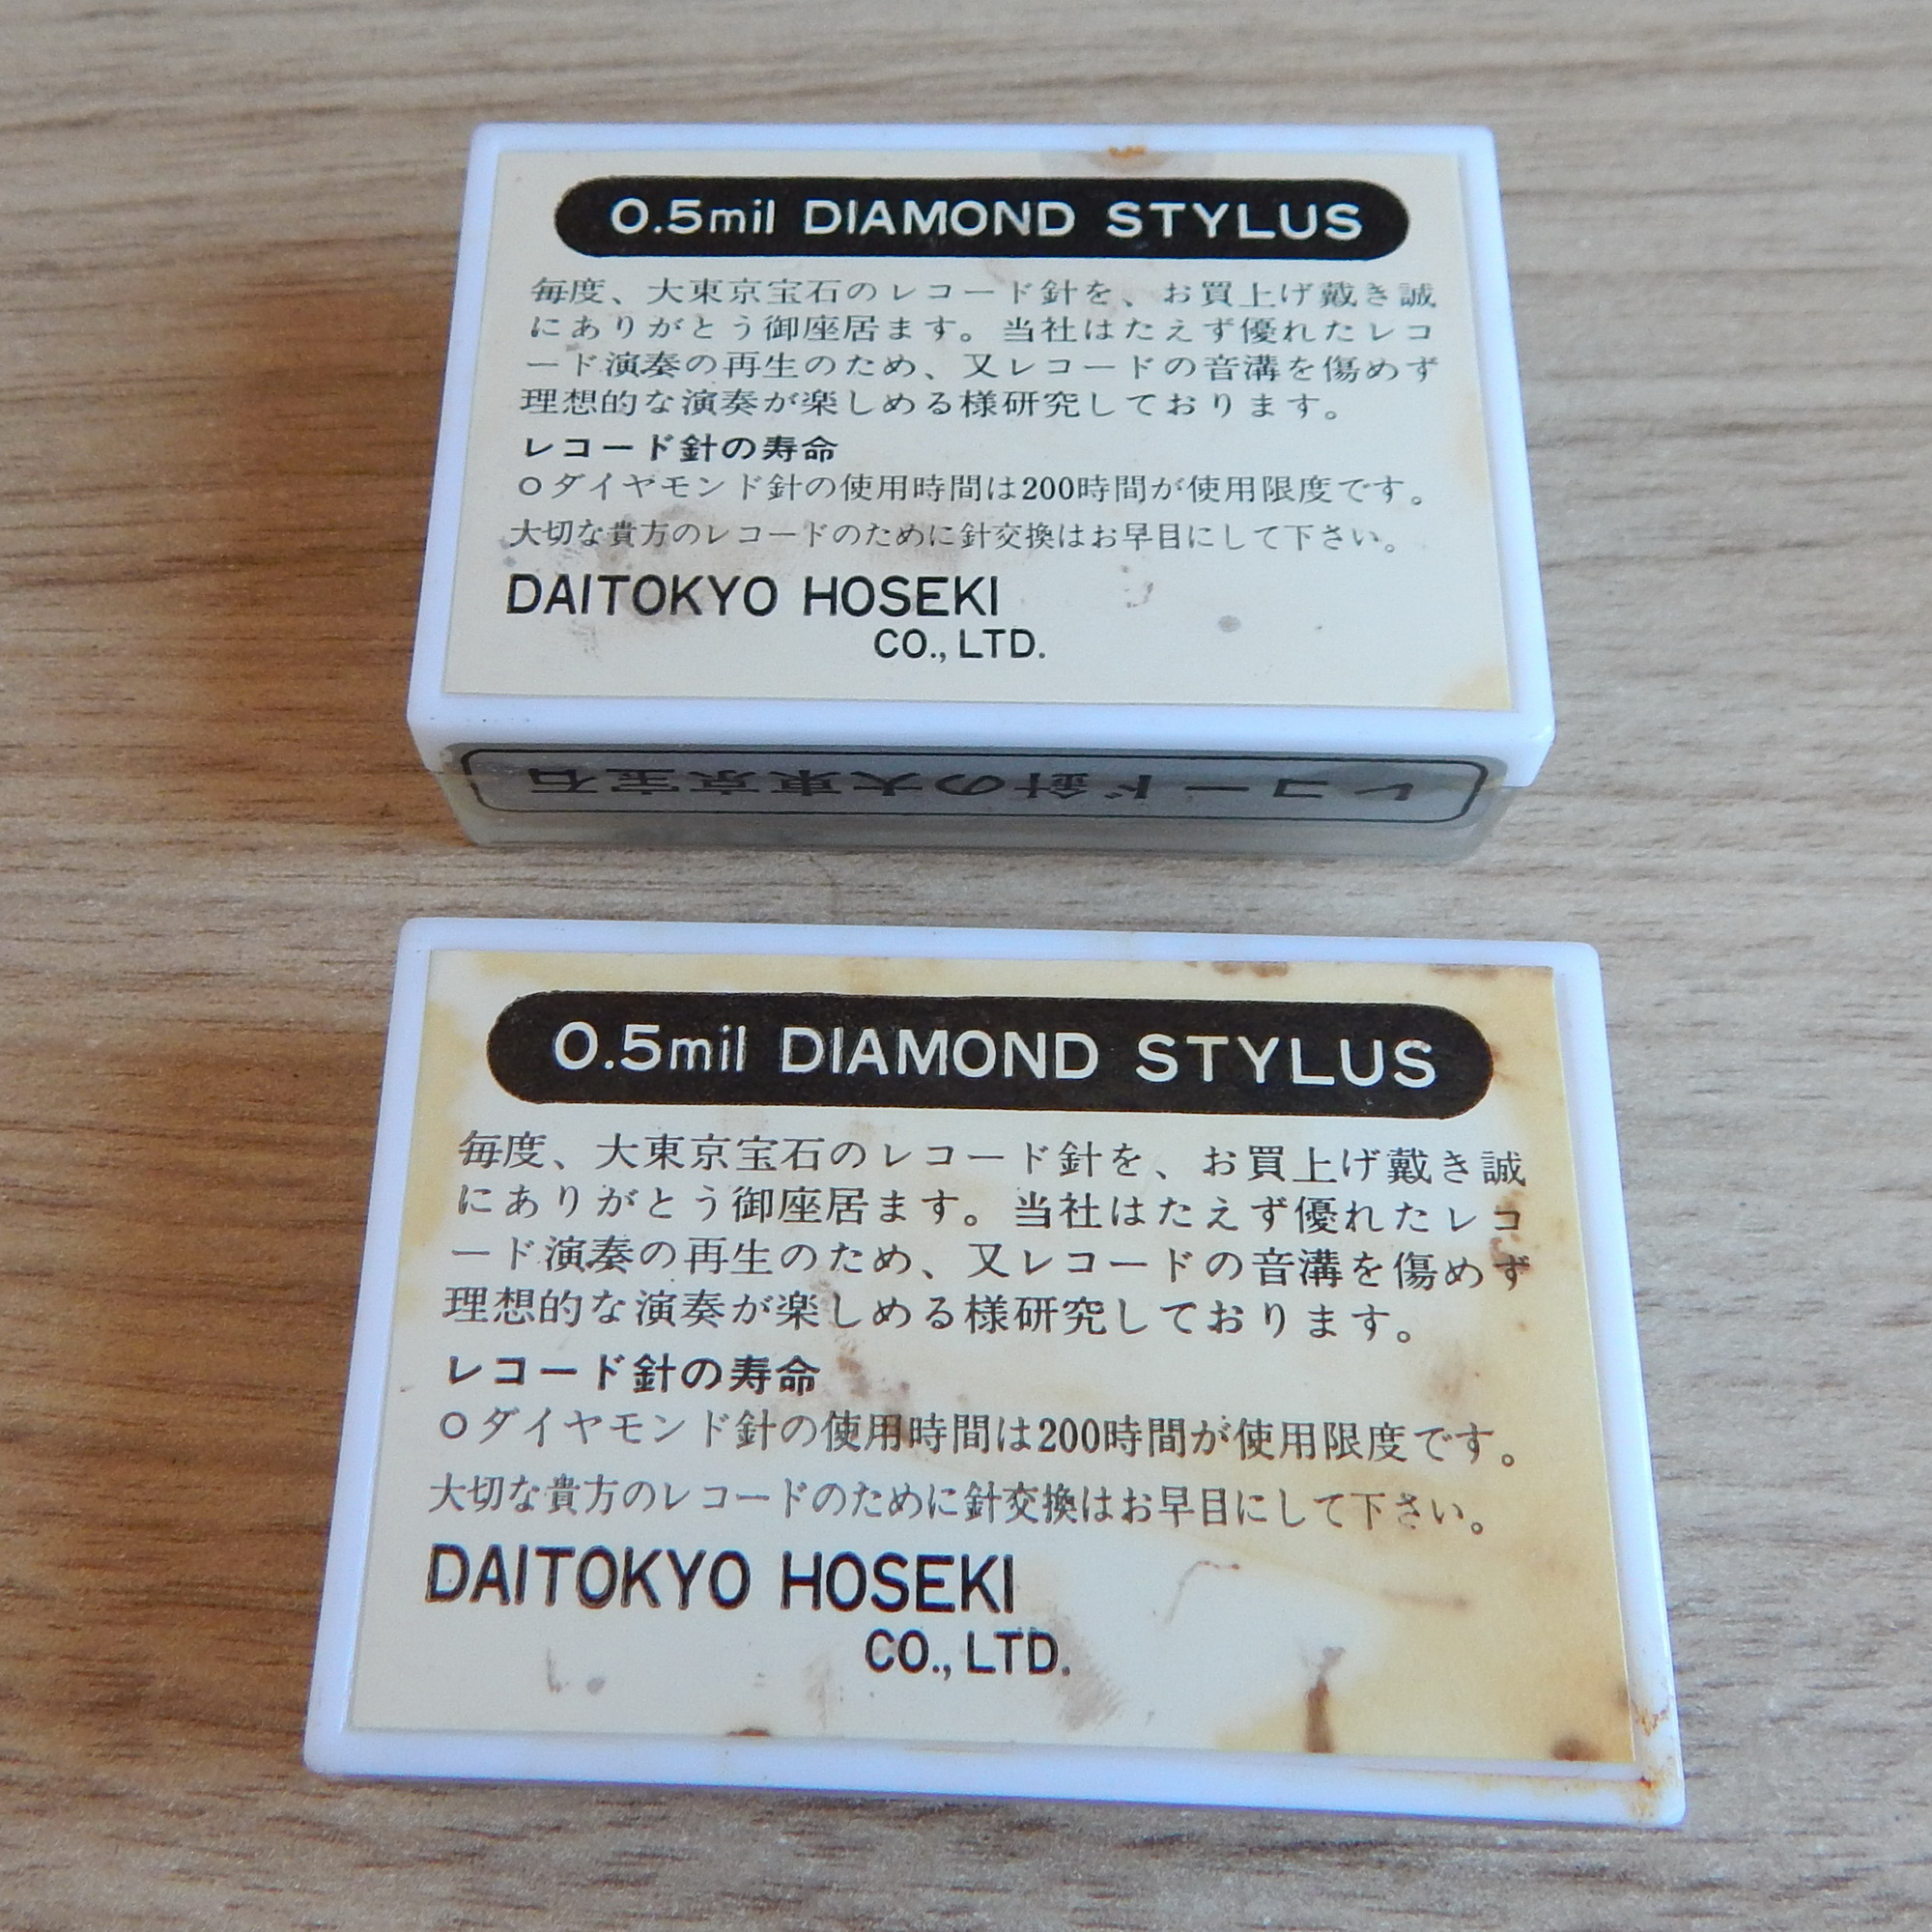 0.5mil DIAMOND STYLUS
毎度、大東京宝石のレコード針を、お買上げ戴き誠
にありがとう御座居ます。当社はたえず優れたレコ
ード演奏の再生のため、又レコードの音溝を傷めず
理想的な演奏が楽しめる様研究しております。
レコード針の寿命
○ダイヤモンド針の使用時間は200時間が使用限度です。
大切な貴方のレコードのために針交換はお早目にして下さい。
DAITOKYO HOSEKI
CO., LTD.
レコード針の大東京宝石
0.5mil DIAMOND STYLUS
毎度、大東京宝石のレコード針を、お買上げ戴き誠
にありがとう御座居ます。当社はたえず優れたレコ
ード演奏の再生のため、又レコードの音溝を傷めず
理想的な演奏が楽しめる様研究しております。
レコード針の寿命
○ダイヤモンド針の使用時間は200時間が使用限度です。
大切な貴方のレコードのために針交換はお早目にして下さい。
DAITOKYO HOSEKI
CO., LTD.